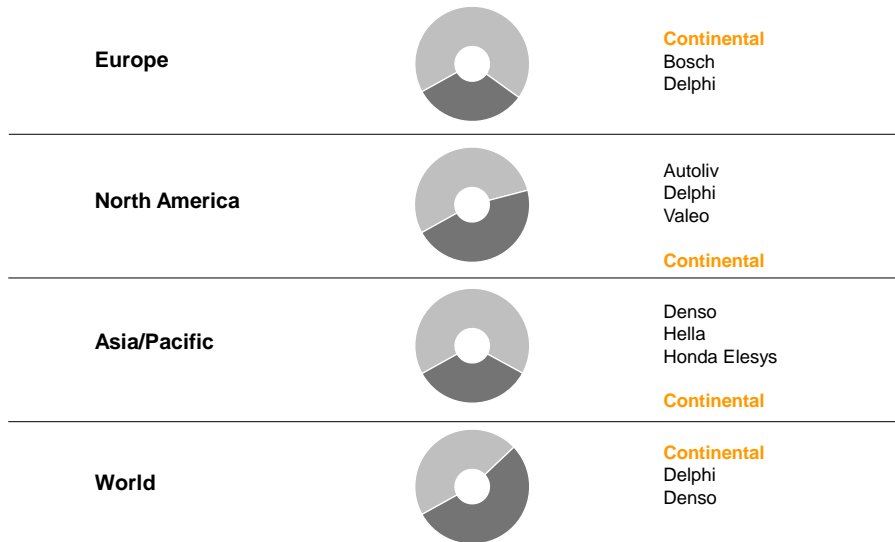 Europe
Continental
Bosch
Delphi
North America
Autoliv
Delphi
Valeo
Continental
Asia/Pacific
Denso
Hella
Honda Elesys
Continental
World
Continental
Delphi
Denso